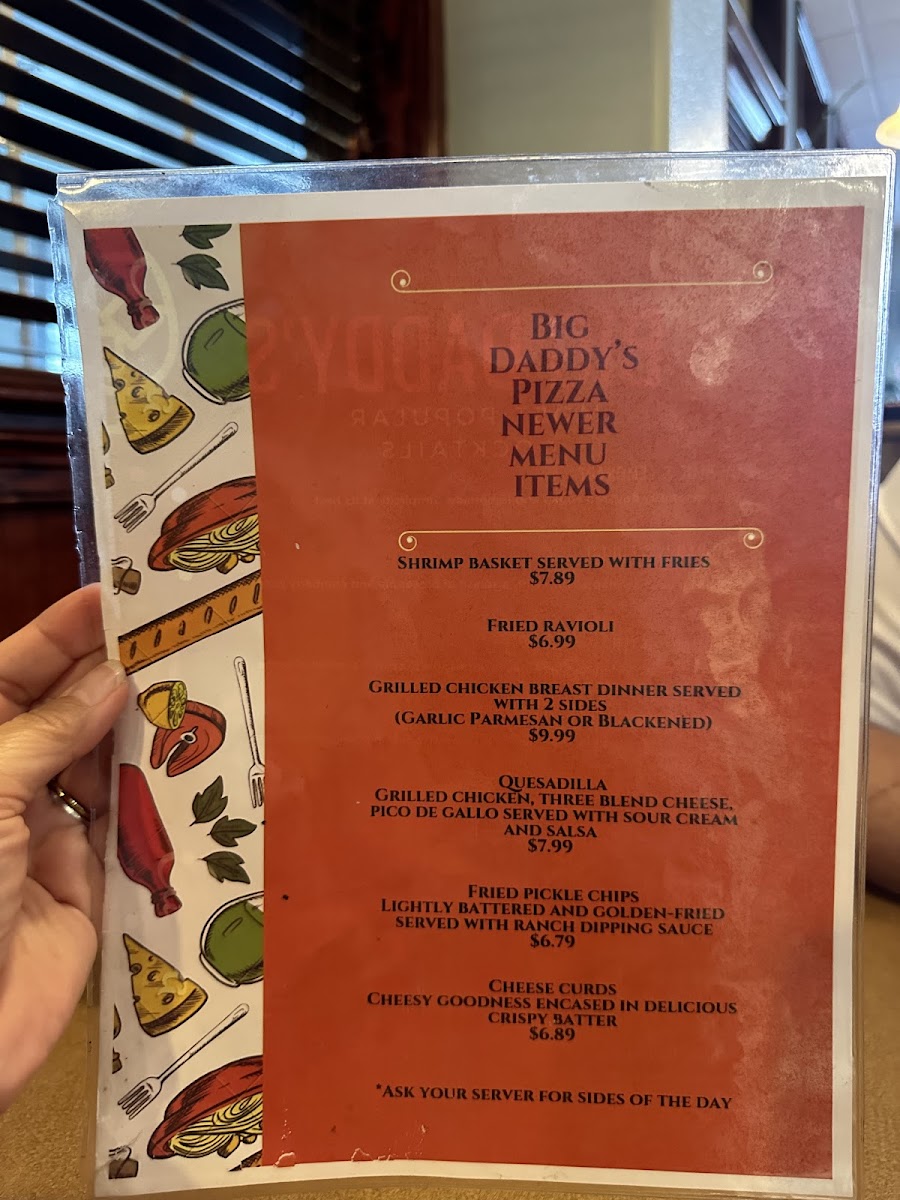 Big
Daddy's
Pizza
newer
menu
items
Shrimp basket served with fries
$7.89
Fried ravioli
$6.99
Grilled chicken breast dinner served
with 2 sides
(Garlic Parmesan or Blackened)
$9.99
Quesadilla
Grilled chicken, three blend cheese,
pico de gallo served with sour cream
and salsa
$7.99
Fried pickle chips
Lightly battered and golden-fried
served with ranch dipping sauce
$6.79
Cheese curds
Cheesy goodness encased in delicious
crispy batter
$6.89
*Ask your server for sides of the day